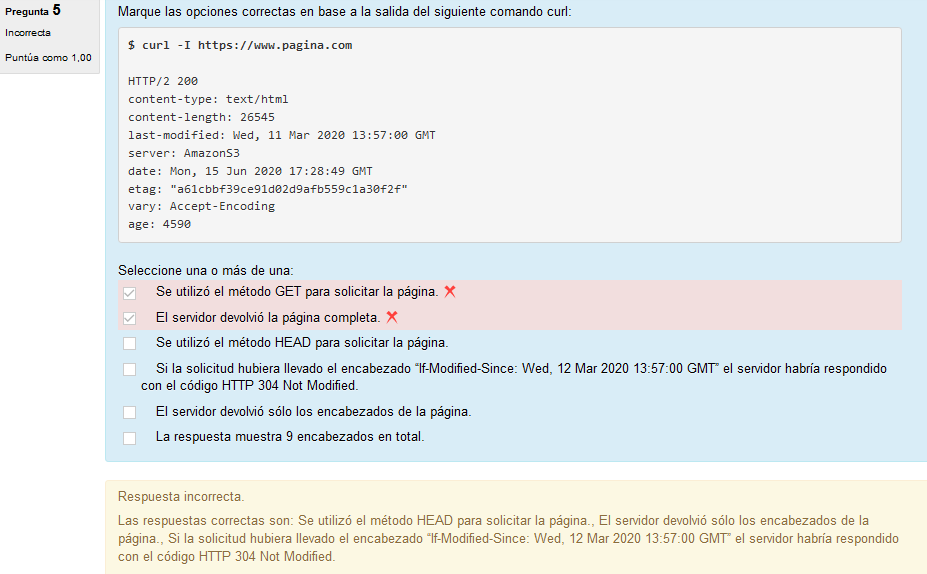 Pregunta 5
Incorrecta
Puntúa como 1,00
Marque las opciones correctas en base a la salida del siguiente comando curl:
$ curl -I https://www.pagina.com
HTTP/2 200
content-type: text/html
content-length: 26545
last-modified: Wed, 11 Mar 2020 13:57:00 GMT
server: AmazonS3
date: Mon, 15 Jun 2020 17:28:49 GMT
etag: "a61cbbf39ce91d02d9afb559c1a30f2f"
vary: Accept-Encoding
age: 4590
Seleccione una o más de una:
Se utilizó el método GET para solicitar la página.
El servidor devolvió la página completa.
Se utilizó el método HEAD para solicitar la página.
Si la solicitud hubiera llevado el encabezado “If-Modified-Since: Wed, 12 Mar 2020 13:57:00 GMT” el servidor habría respondido
con el código HTTP 304 Not Modified.
El servidor devolvió sólo los encabezados de la página.
La respuesta muestra 9 encabezados en total.
Respuesta incorrecta.
Las respuestas correctas son: Se utilizó el método HEAD para solicitar la página., El servidor devolvió sólo los encabezados de la
página., Si la solicitud hubiera llevado el encabezado “If-Modified-Since: Wed, 12 Mar 2020 13:57:00 GMT” el servidor habría respondido
con el código HTTP 304 Not Modified.